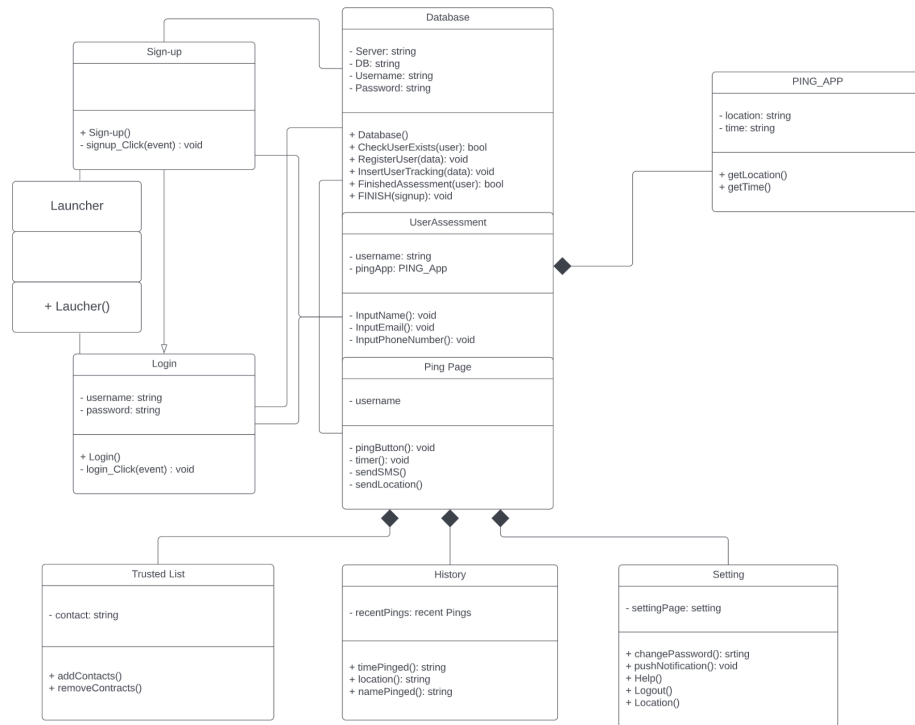 Database
- Server: string
- DB: string
- Username: string
- Password: string
+ Database()
+ CheckUserExists(user): bool
+ RegisterUser(data): void
+ InsertUserTracking(data): void
+ FinishedAssessment(user): bool
+ FINISH(signup): void
Sign-up
+ Sign-up()
- signup_Click(event) : void
PING_APP
- location: string
- time: string
+ getLocation()
+ getTime()
Launcher
+ Laucher()
UserAssessment
- username: string
- pingApp: PING_App
- InputName(): void
- InputEmail(): void
- InputPhoneNumber(): void
Login
- username: string
- password: string
+ Login()
- login_Click(event) : void
Ping Page
- username
- pingButton(): void
- timer(): void
- sendSMS()
- sendLocation()
Trusted List
- contact: string
+ addContacts()
+ removeContracts()
History
- recentPings: recent Pings
+ timePinged(): string
+ location(): string
+ namePinged(): string
Setting
- settingPage: setting
+ changePassword(): srting
+ pushNotification(): void
+ Help()
+ Logout()
+ Location()